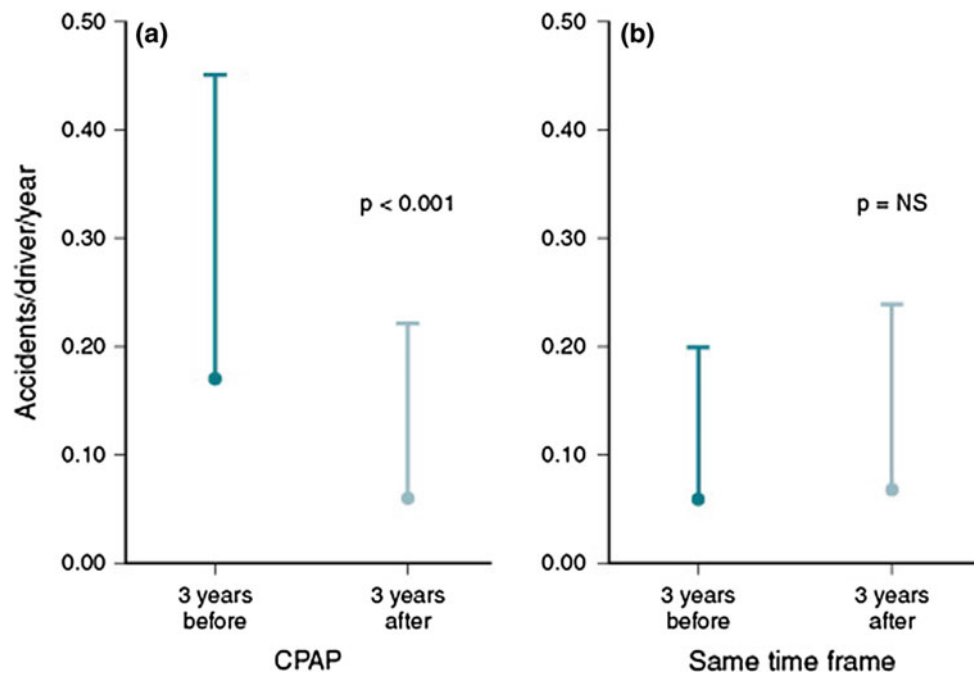 (a)
Accidents/driver/year
0.50
0.40
0.30
0.20
0.10
0.00
p < 0.001
3 years
before
3 years
after
CPAP
(b)
0.50
0.40
0.30
0.20
0.10
0.00
p = NS
3 years
before
3 years
after
Same time frame